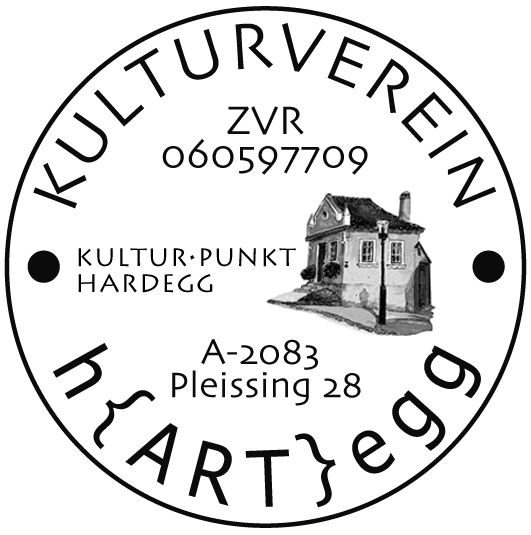 KULTURVEREIN
ZVR
060597709
KULTUR·PUNKT
HARDEGG
A-2083
Pleissing 28
h{ART}egg